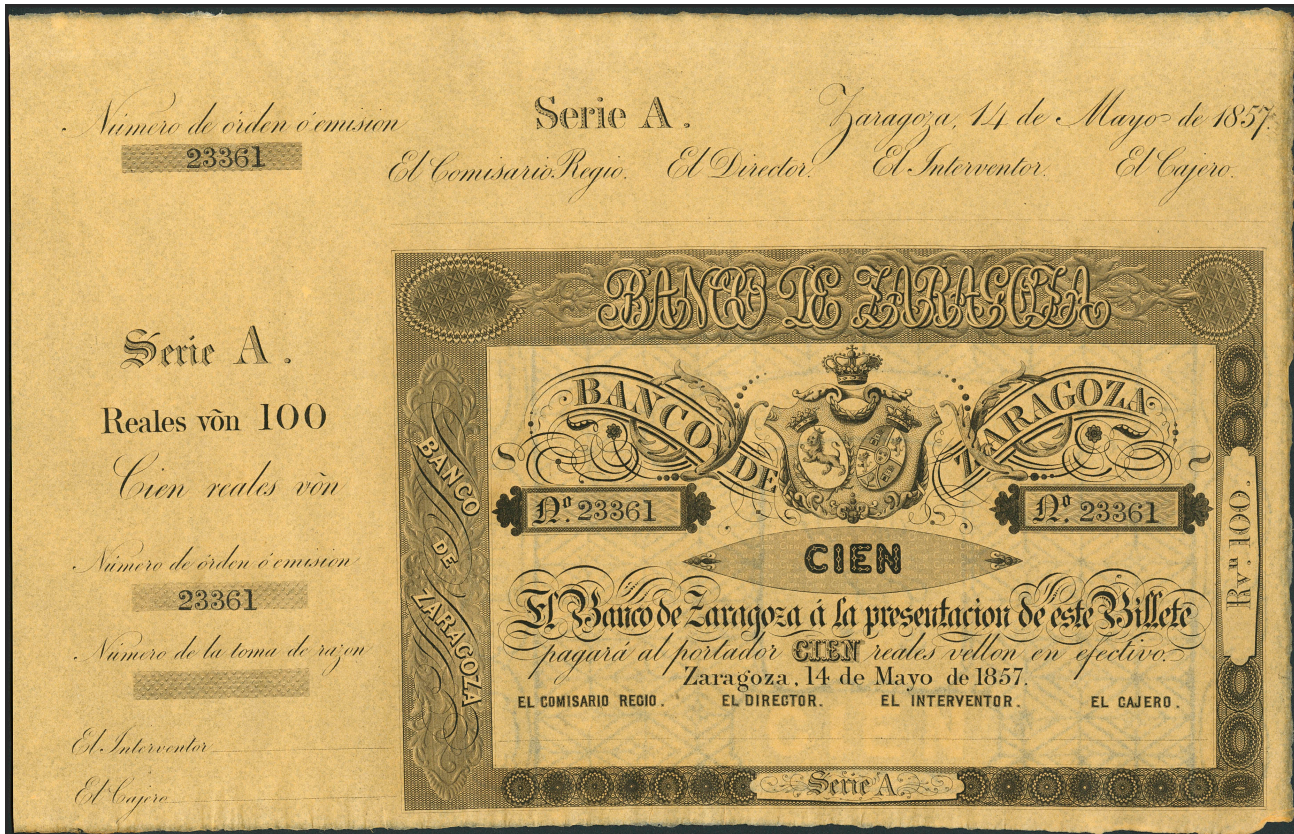 Número de órden ó emision
23361
Serie A.
Zaragoza, 14 de Mayo de 1857.
El Comisario Regio. El Director. El Interventor. El Cajero.
Serie A.
Reales vōn 100
Cien reales vōn
Número de órden ó emision
23361
Número de la toma de razon
El Interventor
El Cajero
BANCO DE ZARAGOZA
BANCO DE ZARAGOZA
BANCO DE ZARAGOZA
Nº. 23361
Nº. 23361
CIEN
El Banco de Zaragoza á la presentacion de este Billete
pagará al portador CIEN reales vellon en efectivo.
Zaragoza, 14 de Mayo de 1857.
EL COMISARIO REGIO. EL DIRECTOR. EL INTERVENTOR. EL CAJERO.
Serie A.
Rvⁿ 100.